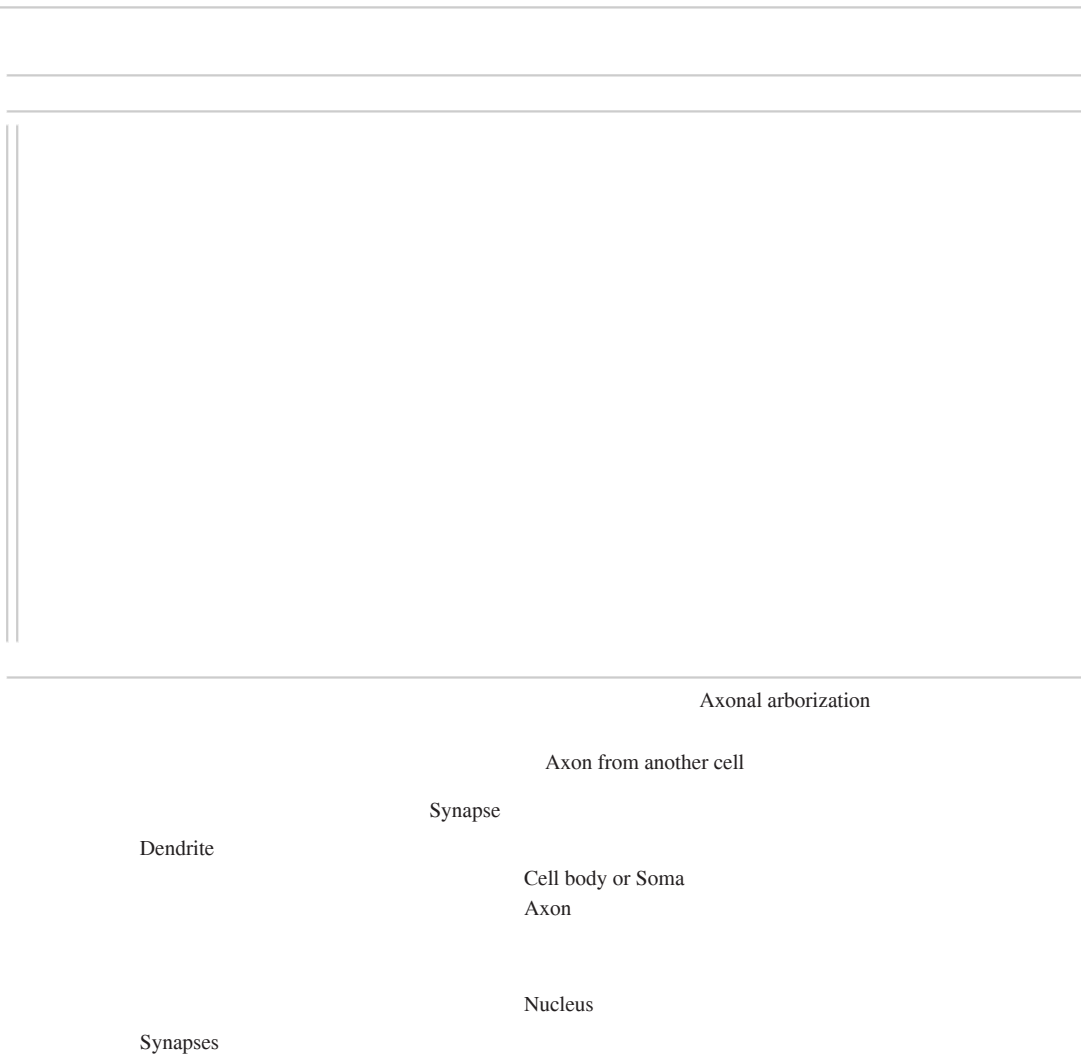 Axonal arborization
Axon from another cell
Synapse
Dendrite
Cell body or Soma
Axon
Nucleus
Synapses